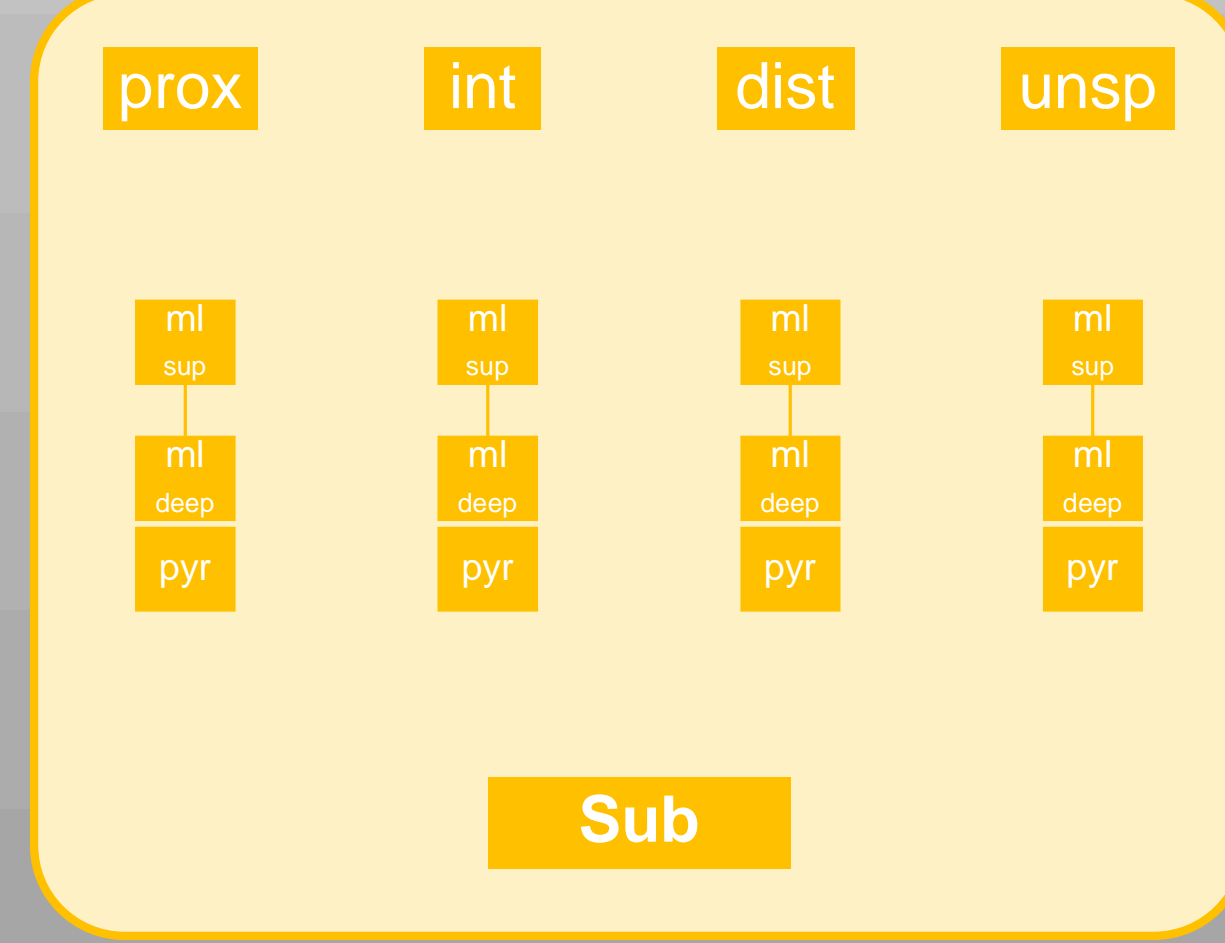 prox int dist unsp
ml ml ml ml
sup sup sup sup
ml ml ml ml
deep deep deep deep
pyr pyr pyr pyr
Sub